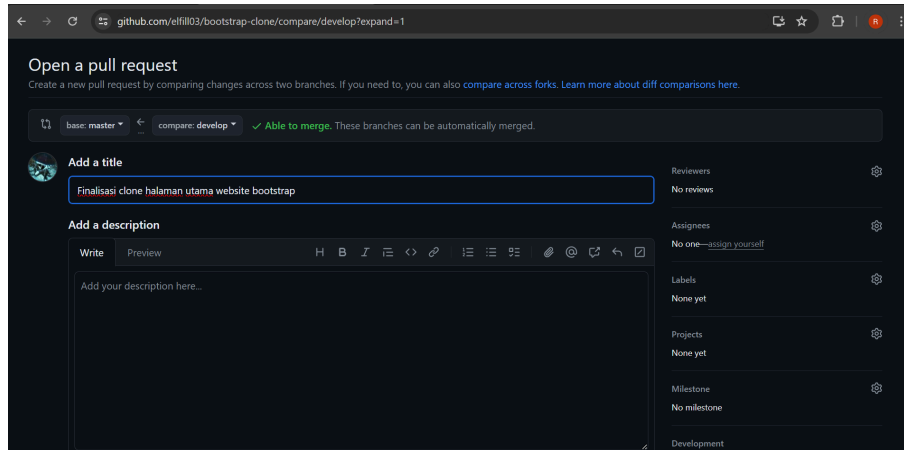 github.com/elfill03/bootstrap-clone/compare/develop?expand=1
R
Open a pull request
Create a new pull request by comparing changes across two branches. If you need to, you can also compare across forks. Learn more about diff comparisons here.
base: master
...
compare: develop
Able to merge. These branches can be automatically merged.
Add a title
Finalisasi clone halaman utama website bootstrap
Add a description
Write Preview
Add your description here...
Reviewers
No reviews
Assignees
No one—assign yourself
Labels
None yet
Projects
None yet
Milestone
No milestone
Development